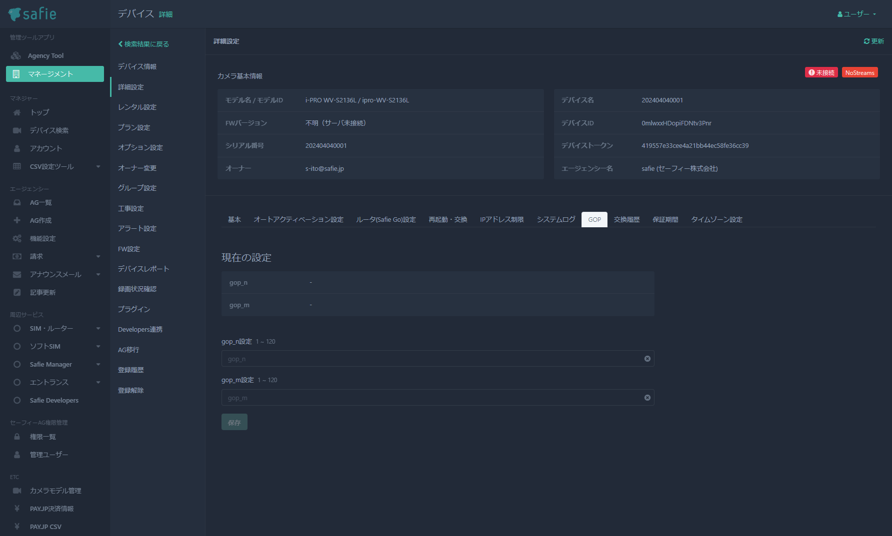 safie
管理ツールアプリ
Agency Tool
マネージメント
マネジャー
トップ
デバイス検索
アカウント
CSV設定ツール
エージェンシー
AG一覧
AG作成
機能設定
請求
アナウンスメール
記事更新
周辺サービス
SIM・ルーター
ソフトSIM
Safie Manager
エントランス
Safie Developers
セーフィーAG権限管理
権限一覧
管理ユーザー
ETC
カメラモデル管理
PAY.JP決済情報
PAY.JP CSV
デバイス 詳細
ユーザー
検索結果に戻る
デバイス情報
詳細設定
レンタル設定
プラン設定
オプション設定
オーナー変更
グループ設定
工事設定
アラート設定
FW設定
デバイスレポート
録画状況確認
プラグイン
Developers連携
AG移行
登録履歴
登録解除
詳細設定
更新
カメラ基本情報
未接続 NoStreams
モデル名 / モデルID i-PRO WV-S2136L / ipro-WV-S2136L
FWバージョン 不明（サーバ未接続）
シリアル番号 202404040001
オーナー s-ito@safie.jp
デバイス名 202404040001
デバイスID 0mlwxxHDopiFONtv3Pnr
デバイストークン 419557e33cee4a21bb44ec58fe36cc39
エージェンシー名 safie (セーフィー株式会社)
基本 オートアクティベーション設定 ルータ(Safie Go)設定 再起動・交換 IPアドレス制限 システムログ GOP 交換履歴 保証期間 タイムゾーン設定
現在の設定
gop_n -
gop_m -
gop_n設定 1 ~ 120
gop_n
gop_m設定 1 ~ 120
gop_m
保存